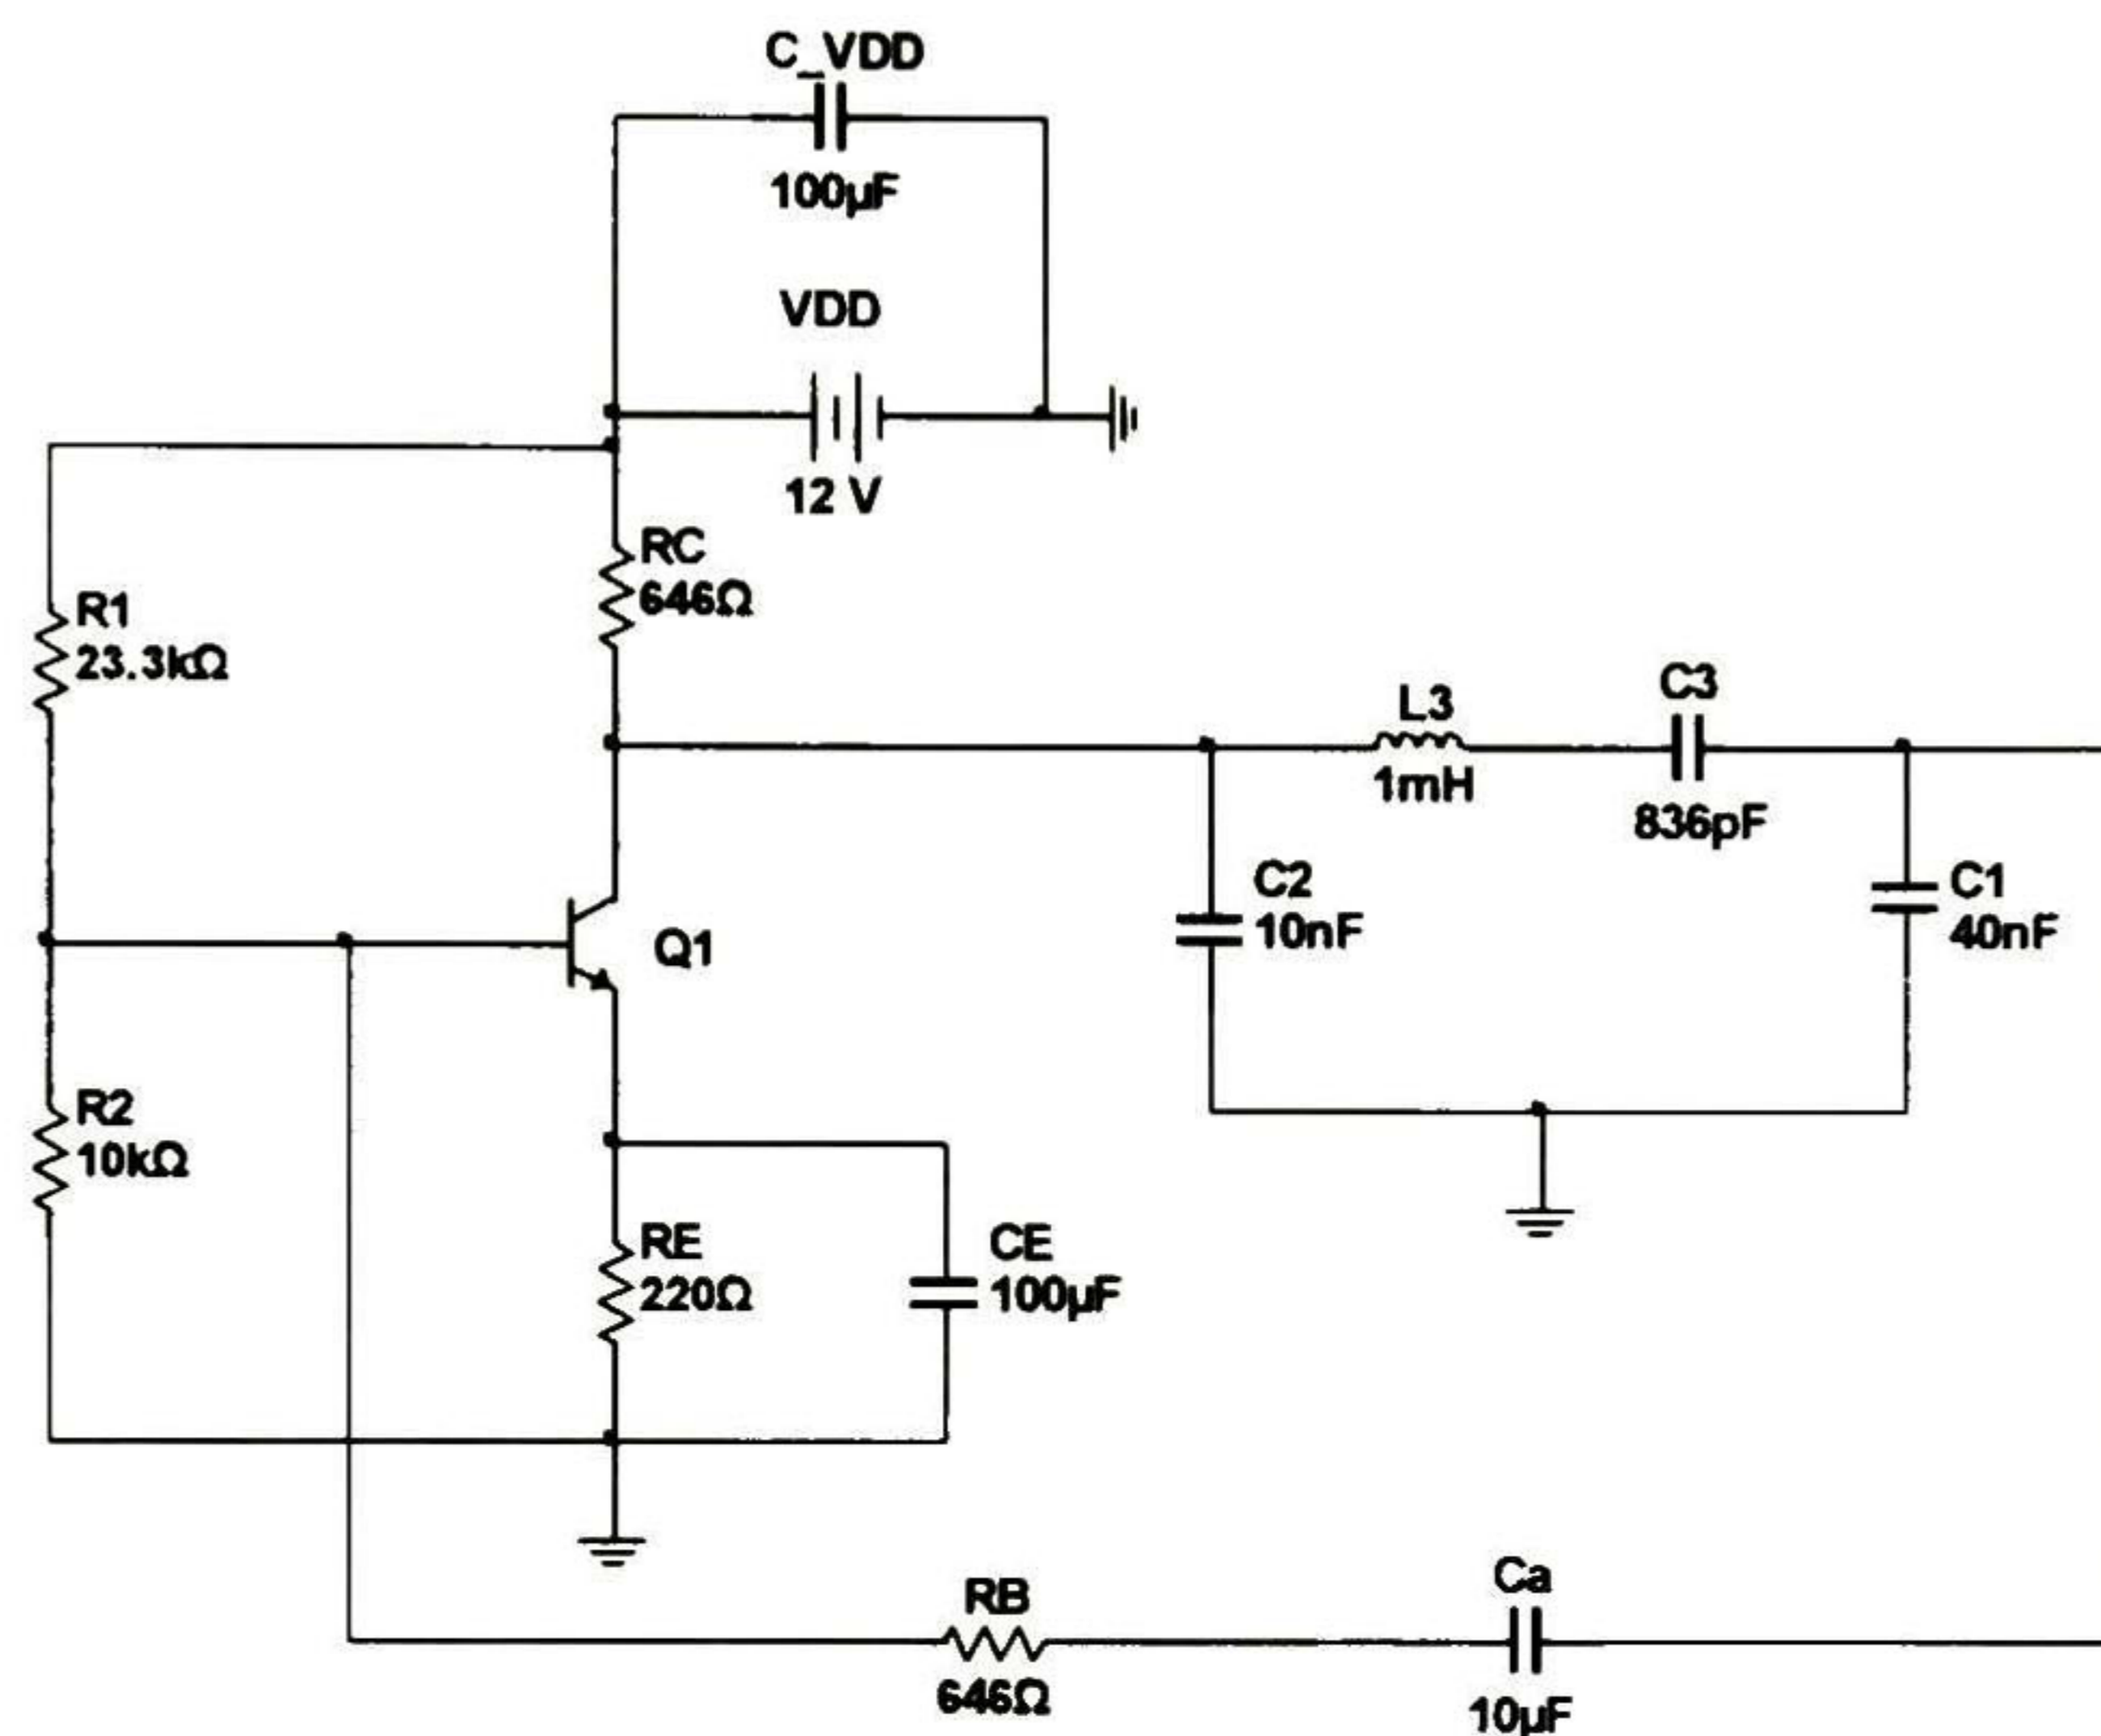 C_VDD
100µF
VDD
12 V
RC
646Ω
R1
23.3kΩ
L3
1mH
C3
836pF
C2
10nF
C1
40nF
Q1
R2
10kΩ
RE
220Ω
CE
100µF
RB
646Ω
Ca
10µF